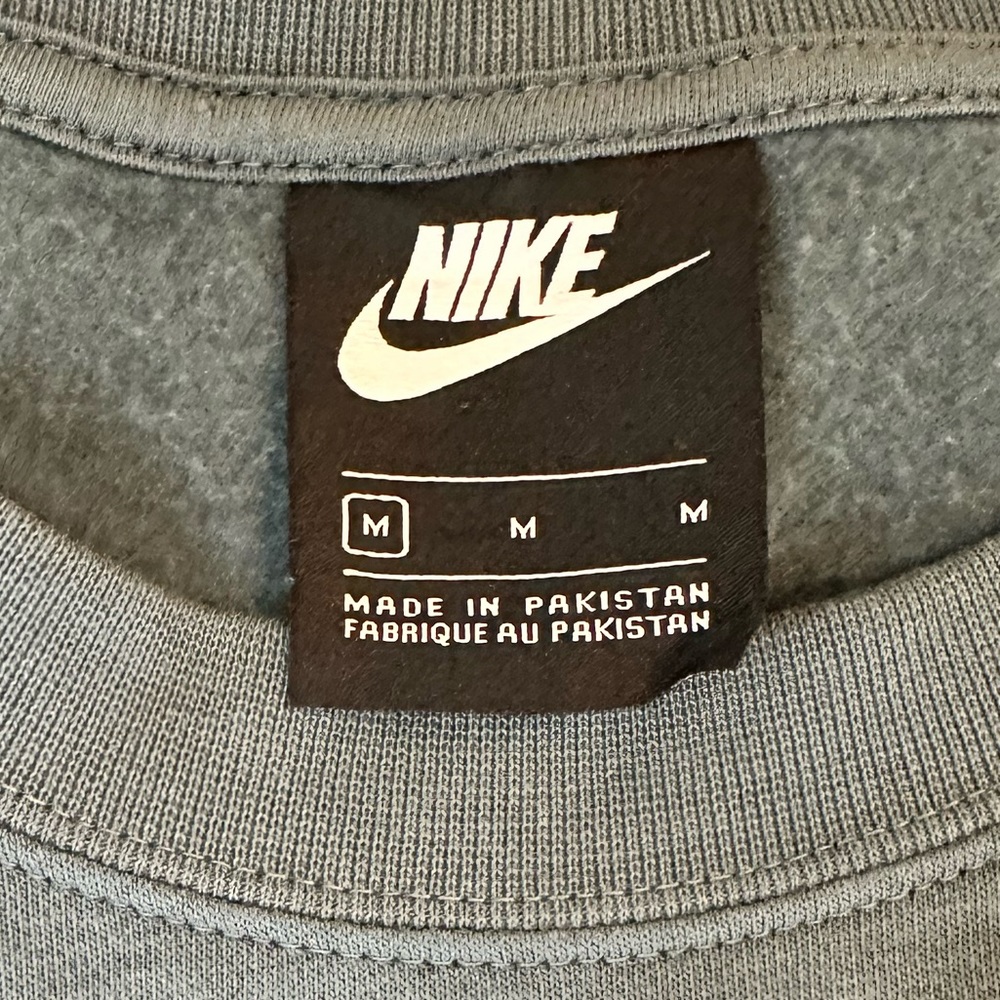 NIKE
M M M
MADE IN PAKISTAN
FABRIQUE AU PAKISTAN